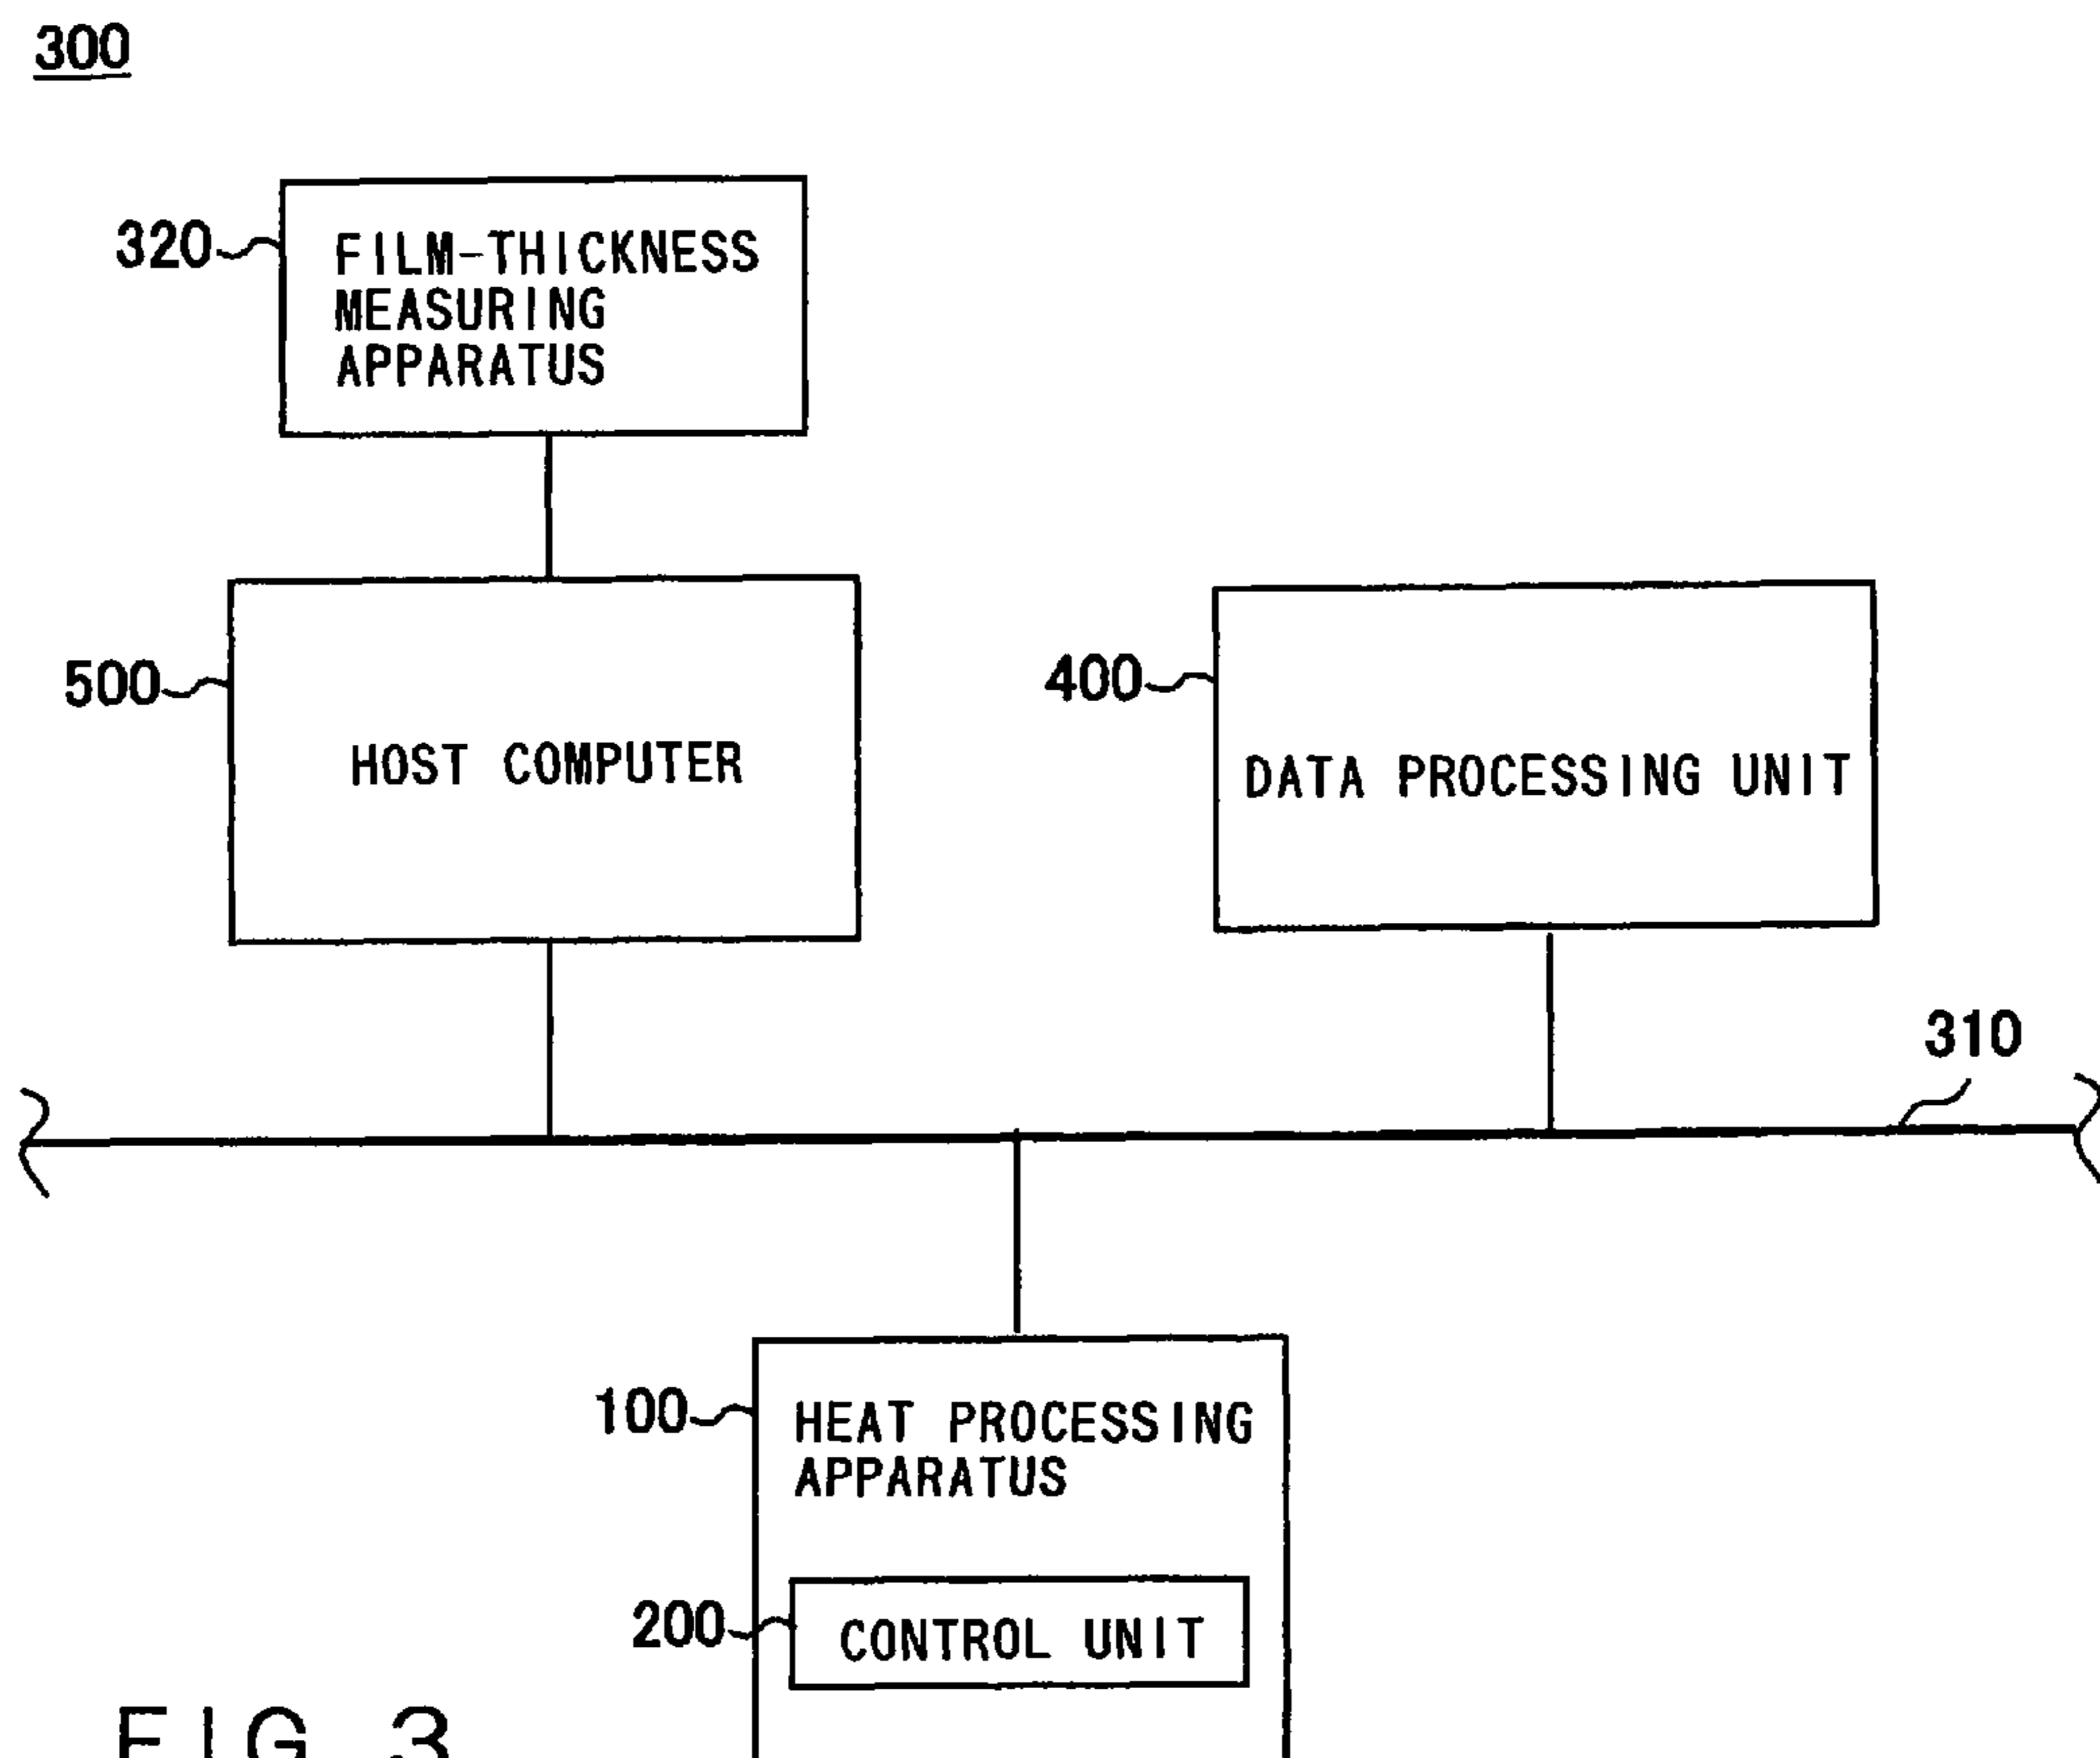 300
320
FILM-THICKNESS
MEASURING
APPARATUS
500
HOST COMPUTER
400
DATA PROCESSING UNIT
310
100
HEAT PROCESSING
APPARATUS
200
CONTROL UNIT
FIG. 3